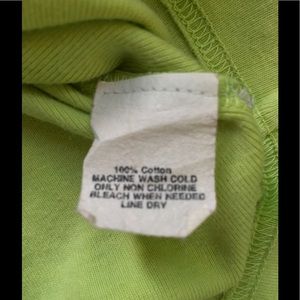 100% Cotton
MACHINE WASH COLD
ONLY NON CHLORINE
BLEACH WHEN NEEDED
LINE DRY